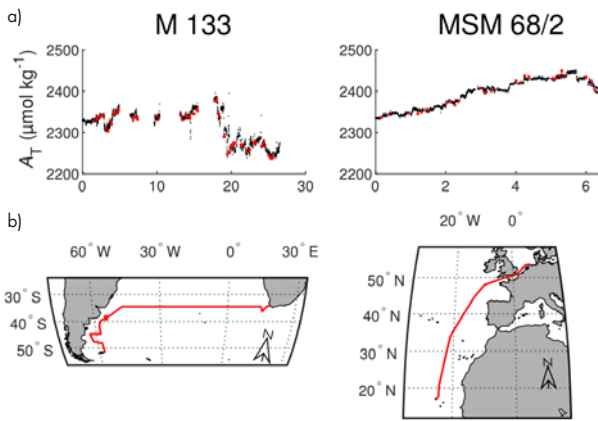 a) M 133 MSM 68/2
2500 2500
2400 2400
2300 2300
2200 2200
A_T (μmol kg⁻¹)
0 10 20 30 0 2 4 6
b) 20° W 0°
60° W 30° W 0° 30° E
30° S
40° S
50° S
N
50° N
40° N
30° N
20° N
N